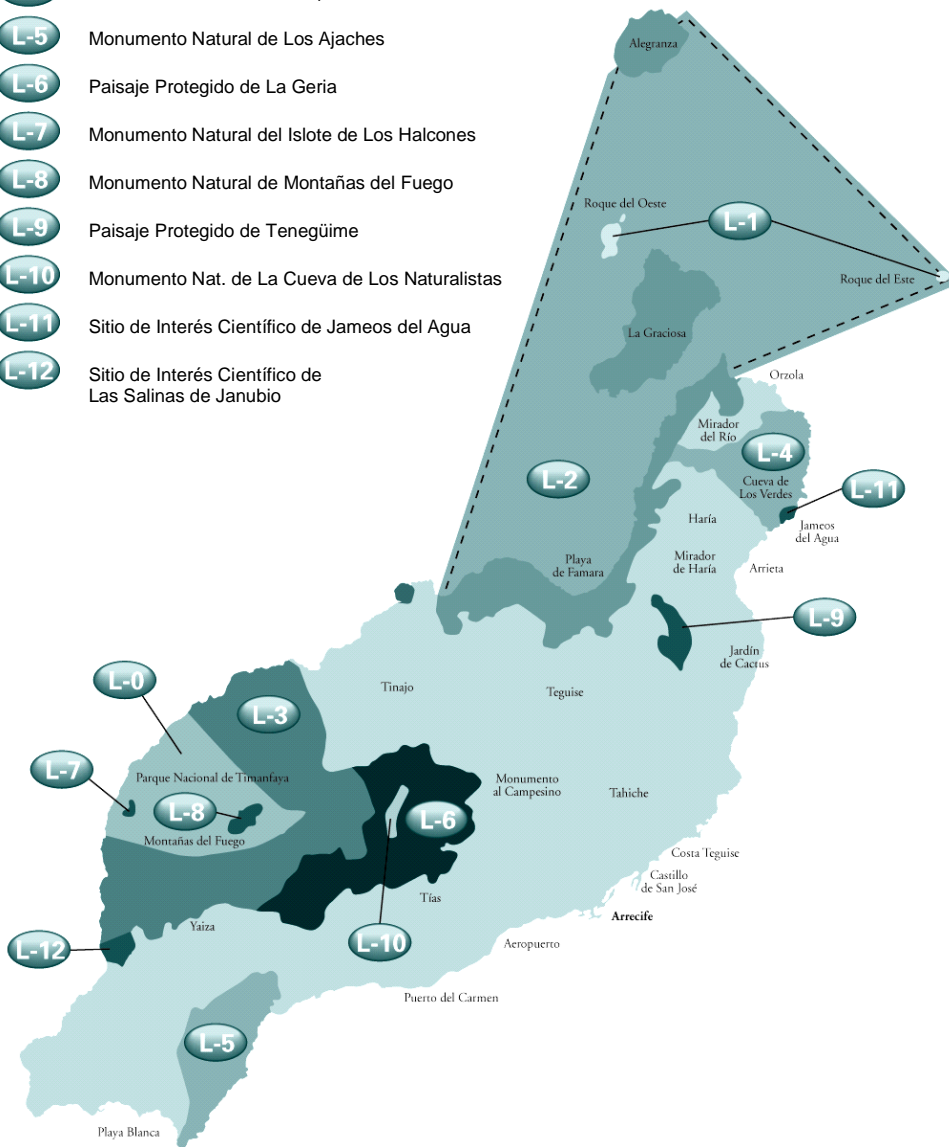 L-5 Monumento Natural de Los Ajaches
L-6 Paisaje Protegido de La Geria
L-7 Monumento Natural del Islote de Los Halcones
L-8 Monumento Natural de Montañas del Fuego
L-9 Paisaje Protegido de Tenegüime
L-10 Monumento Nat. de La Cueva de Los Naturalistas
L-11 Sitio de Interés Científico de Jameos del Agua
L-12 Sitio de Interés Científico de
Las Salinas de Janubio
Alegranza
Roque del Oeste
L-1
Roque del Este
La Graciosa
Orzola
Mirador
del Río
L-4
L-2
Cueva de
Los Verdes
L-11
Haría
Jameos
del Agua
Playa
de Famara
Mirador
de Haría
Arrieta
L-9
Jardín
de Cactus
L-0
Tinajo
Teguise
L-3
L-7
Parque Nacional de Timanfaya
Monumento
al Campesino
Tahiche
L-8
L-6
Montañas del Fuego
Costa Teguise
Castillo
de San José
Tías
Arrecife
Yaiza
L-12
L-10
Aeropuerto
Puerto del Carmen
L-5
Playa Blanca